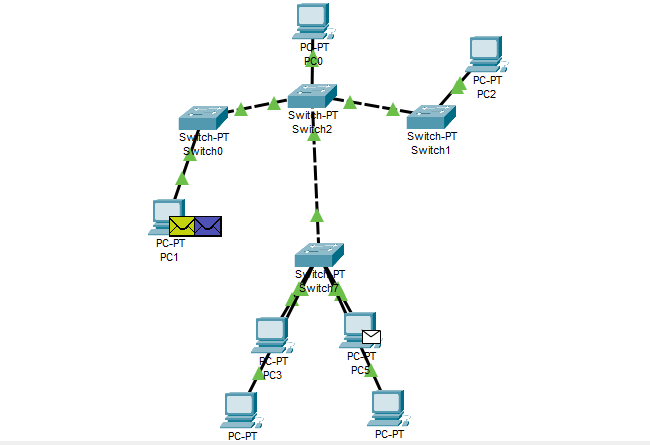 PC-PT
PC0
PC-PT
PC2
Switch-PT
Switch2
Switch-PT
Switch0
Switch-PT
Switch1
PC-PT
PC1
Switch-PT
Switch7
PC-PT
PC3
PC-PT
PC5
PC-PT
PC-PT